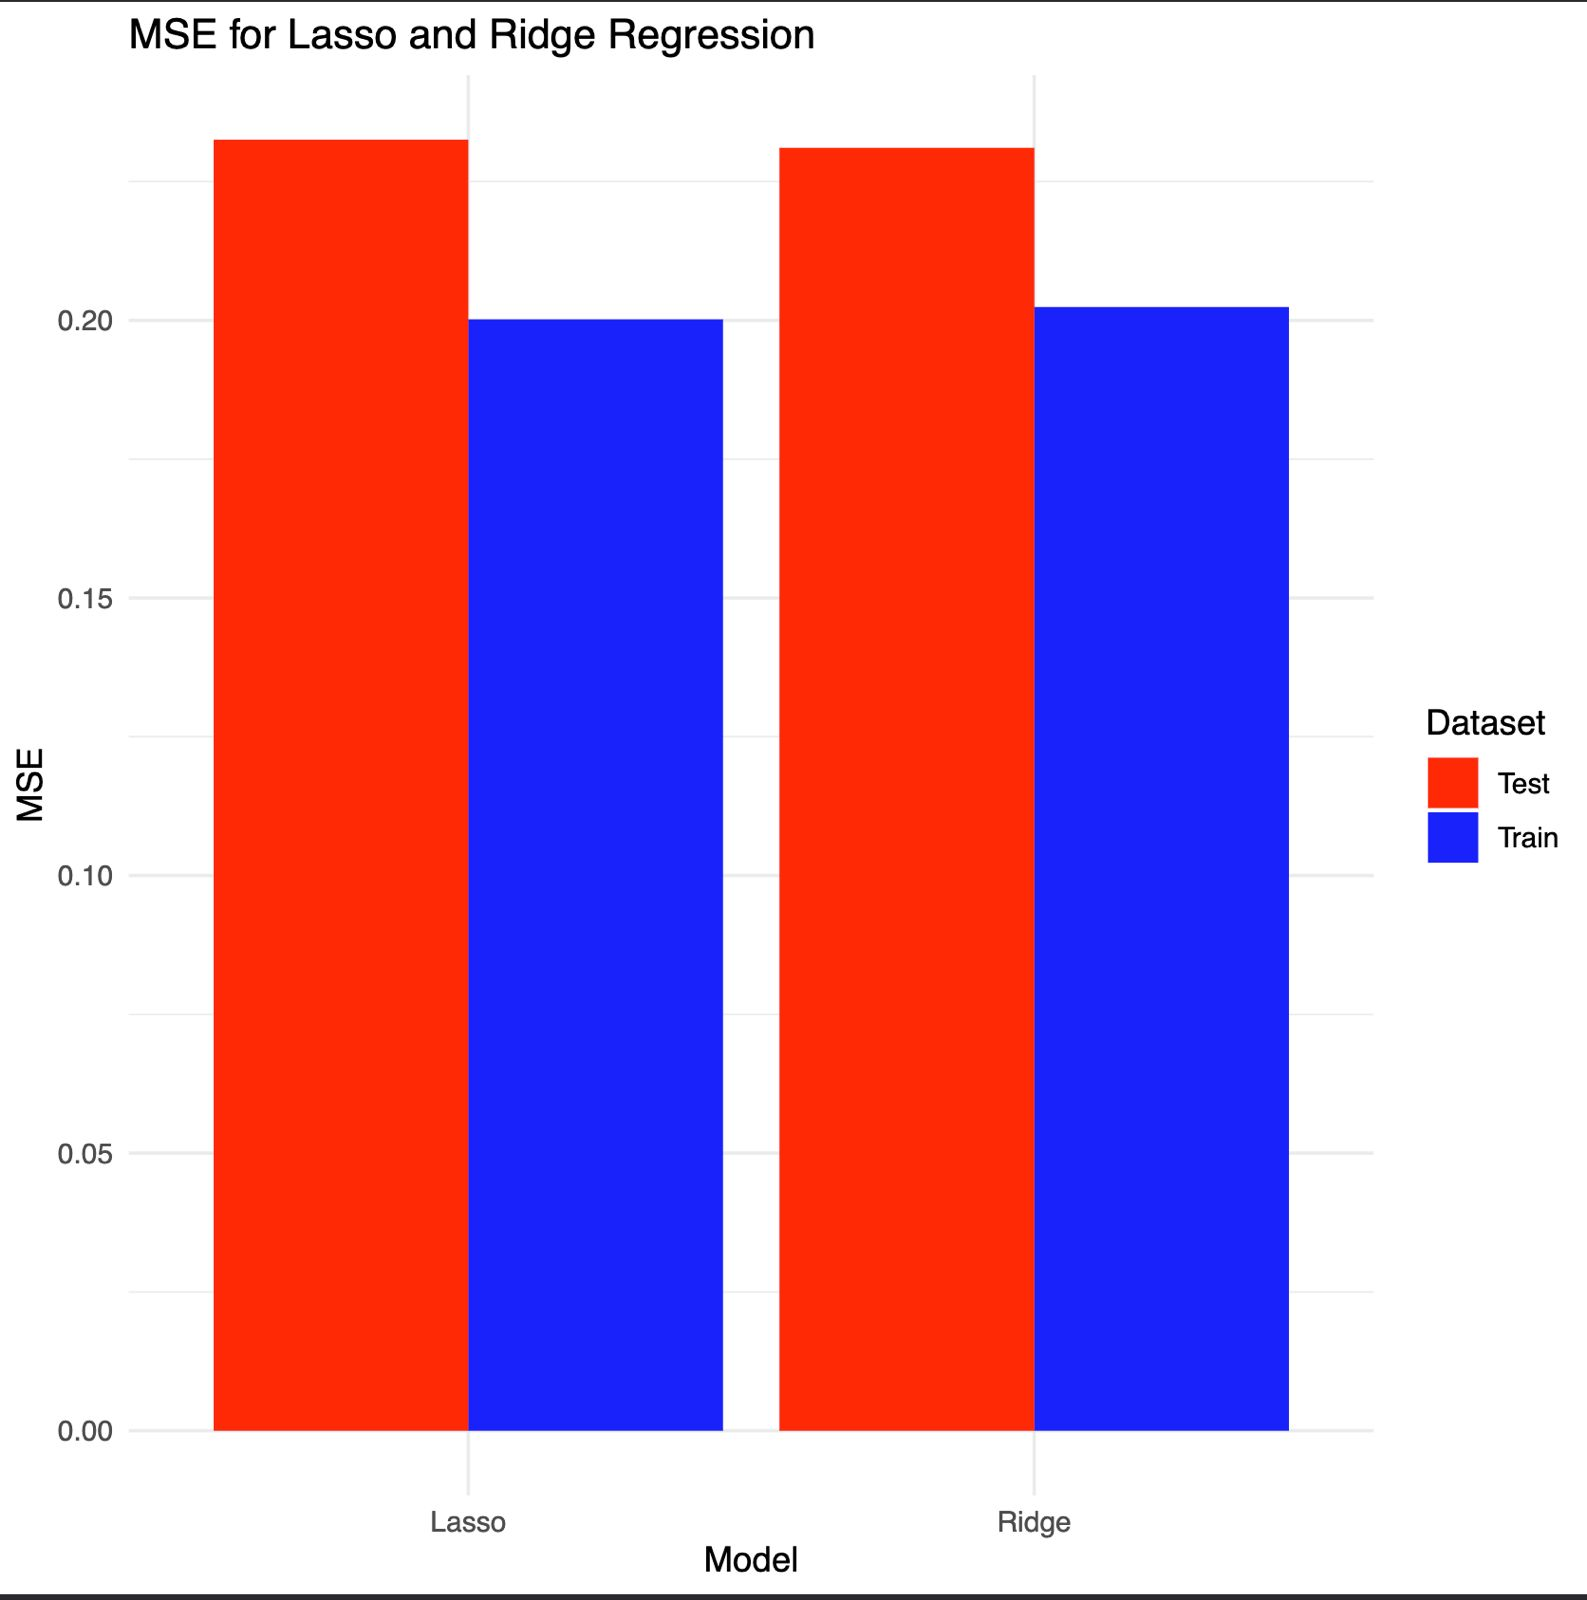 MSE for Lasso and Ridge Regression
0.20
0.15
0.10
0.05
0.00
MSE
Lasso
Ridge
Model
Dataset
Test
Train